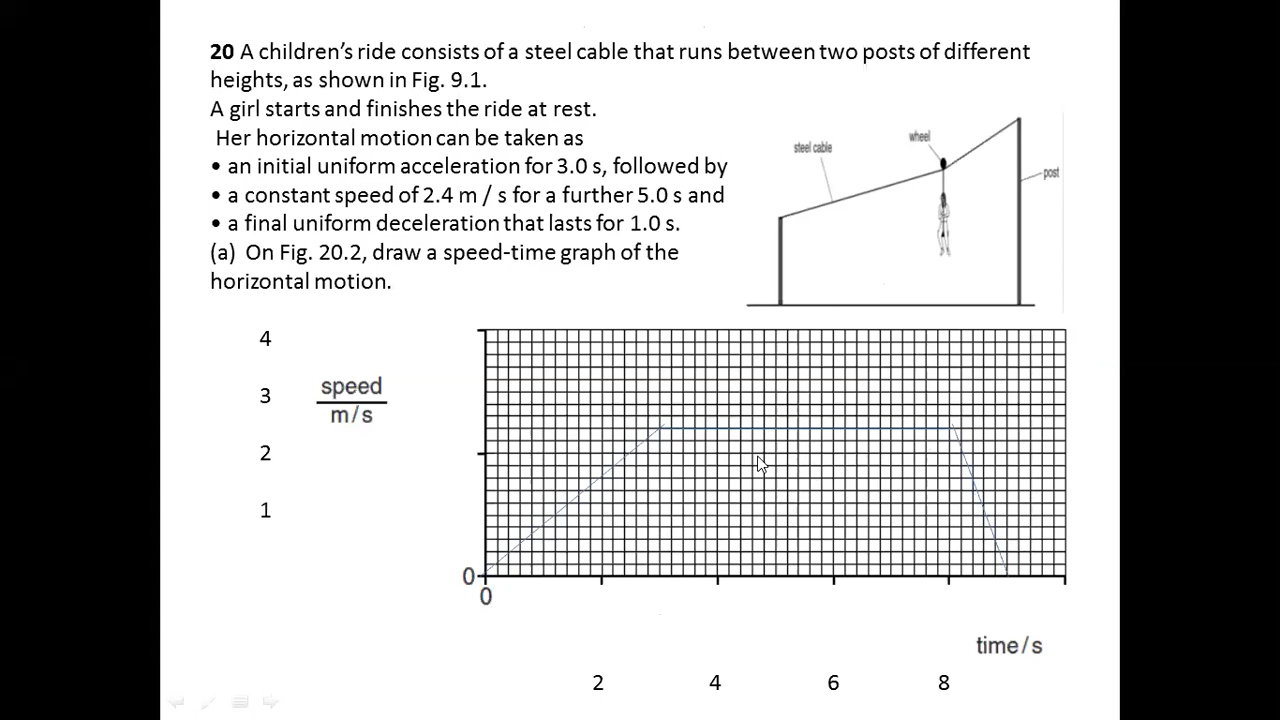 20 A children’s ride consists of a steel cable that runs between two posts of different
heights, as shown in Fig. 9.1.
A girl starts and finishes the ride at rest.
Her horizontal motion can be taken as
• an initial uniform acceleration for 3.0 s, followed by
• a constant speed of 2.4 m / s for a further 5.0 s and
• a final uniform deceleration that lasts for 1.0 s.
(a) On Fig. 20.2, draw a speed-time graph of the
horizontal motion.
wheel
steel cable
post
4
3
speed
m/s
2
1
0
0
time/s
2 4 6 8